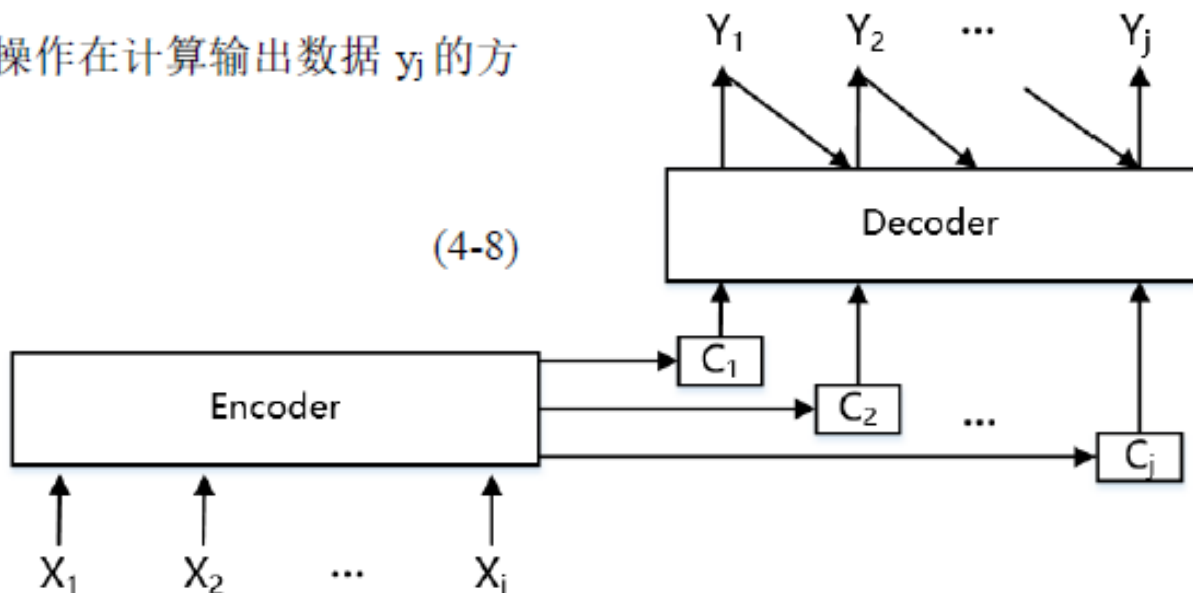 操作在计算输出数据 yj 的方
(4-8)
Y1 Y2 ... Yj
Decoder
C1
Encoder
C2 ...
Cj
X1 X2 ... Xi